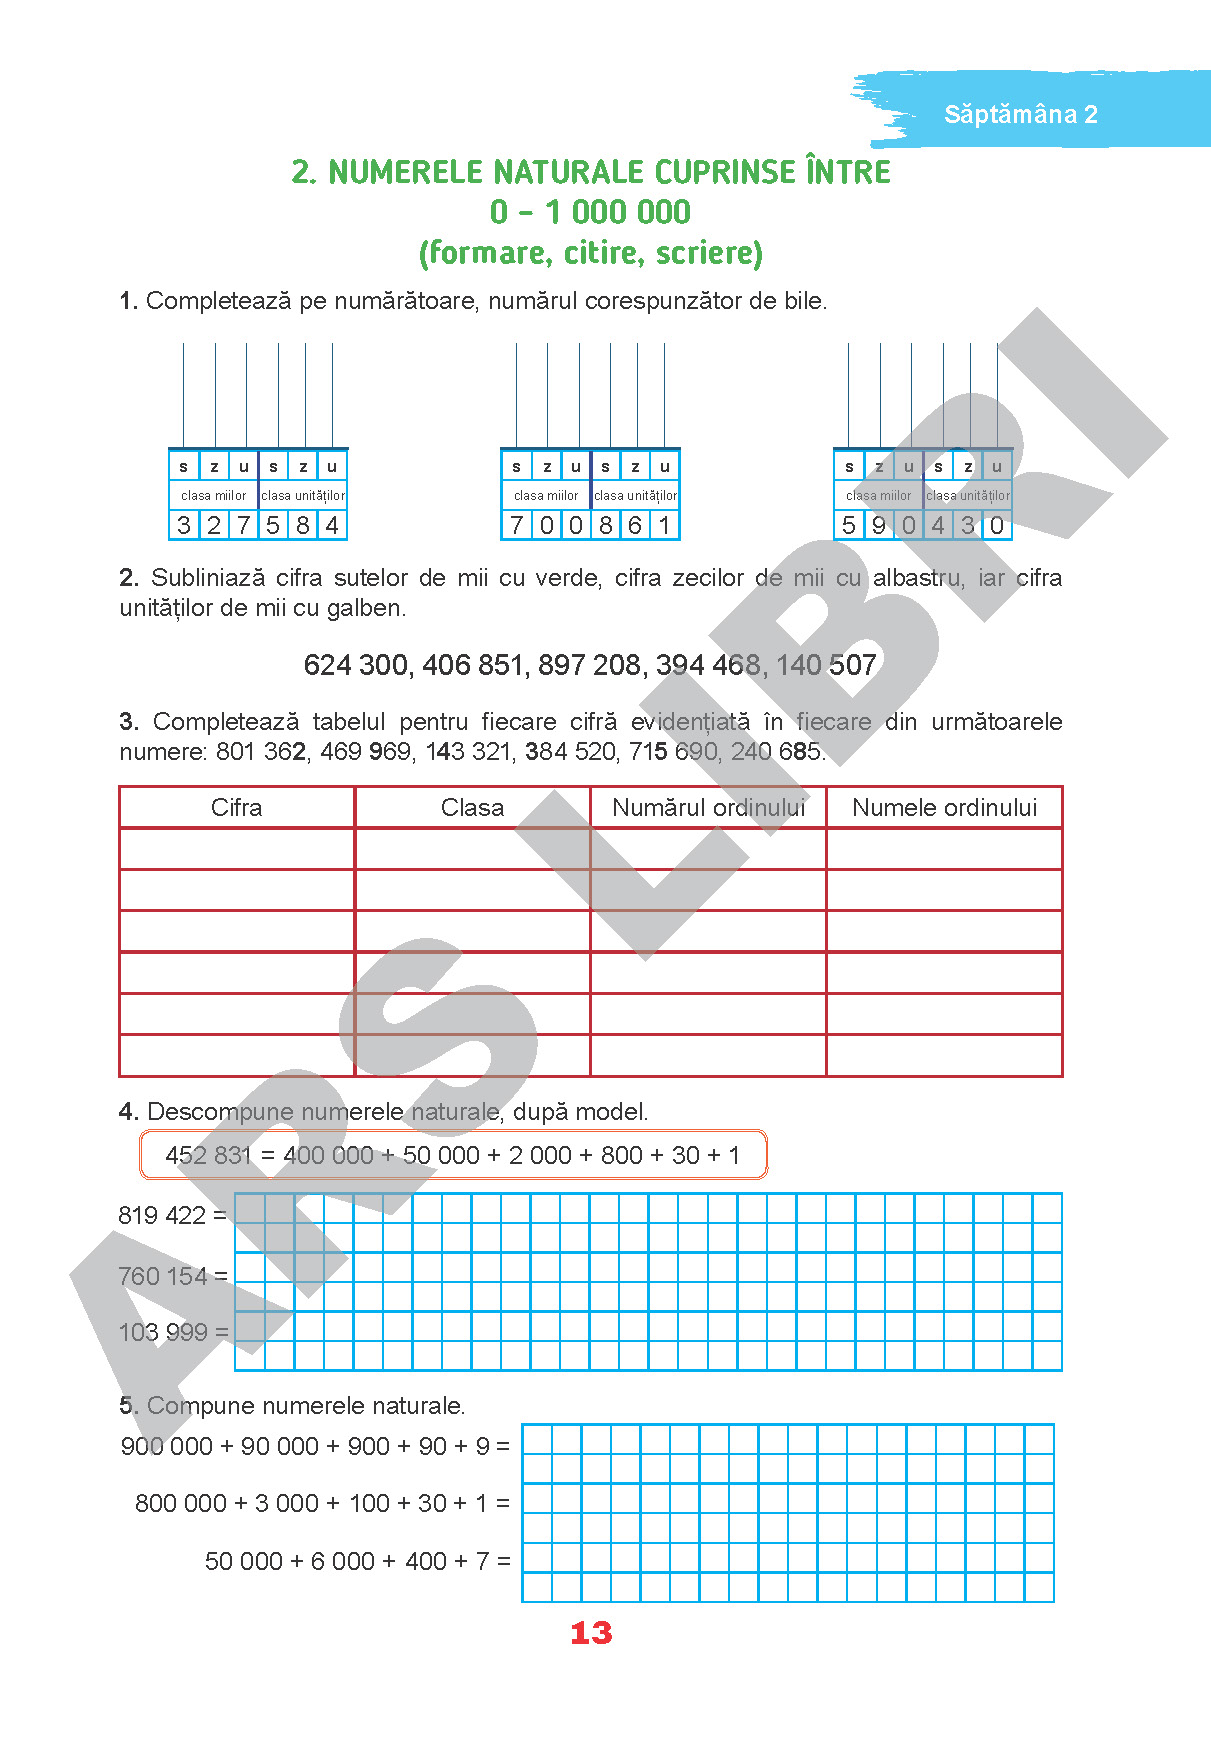 Săptămâna 2
2. NUMERELE NATURALE CUPRINSE ÎNTRE
0 – 1 000 000
(formare, citire, scriere)
1. Completează pe numărătoare, numărul corespunzător de bile.
s z u s z u
clasa miilor clasa unităților
3 2 7 5 8 4
s z u s z u
clasa miilor clasa unităților
7 0 0 8 6 1
s z u s z u
clasa miilor clasa unităților
5 9 0 4 3 0
2. Subliniază cifra sutelor de mii cu verde, cifra zecilor de mii cu albastru, iar cifra
unităților de mii cu galben.
624 300, 406 851, 897 208, 394 468, 140 507
3. Completează tabelul pentru fiecare cifră evidențiată în fiecare din următoarele
numere: 801 362, 469 969, 143 321, 384 520, 715 690, 240 685.
Cifra Clasa Numărul ordinului Numele ordinului
4. Descompune numerele naturale, după model.
452 831 = 400 000 + 50 000 + 2 000 + 800 + 30 + 1
819 422 =
760 154 =
103 999 =
5. Compune numerele naturale.
900 000 + 90 000 + 900 + 90 + 9 =
800 000 + 3 000 + 100 + 30 + 1 =
50 000 + 6 000 + 400 + 7 =
13
ARS LIBRI